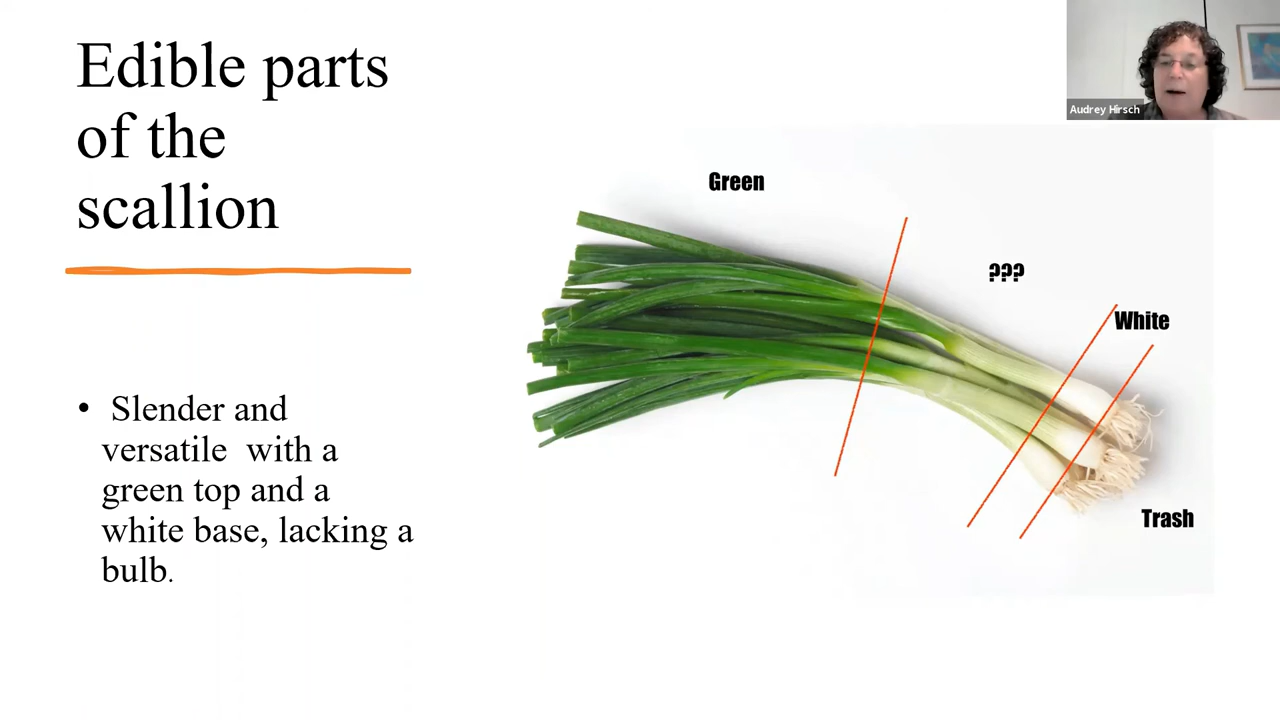 Edible parts
of the
scallion
• Slender and
versatile with a
green top and a
white base, lacking a
bulb.
Green
???
White
Trash
Audrey Hirsch